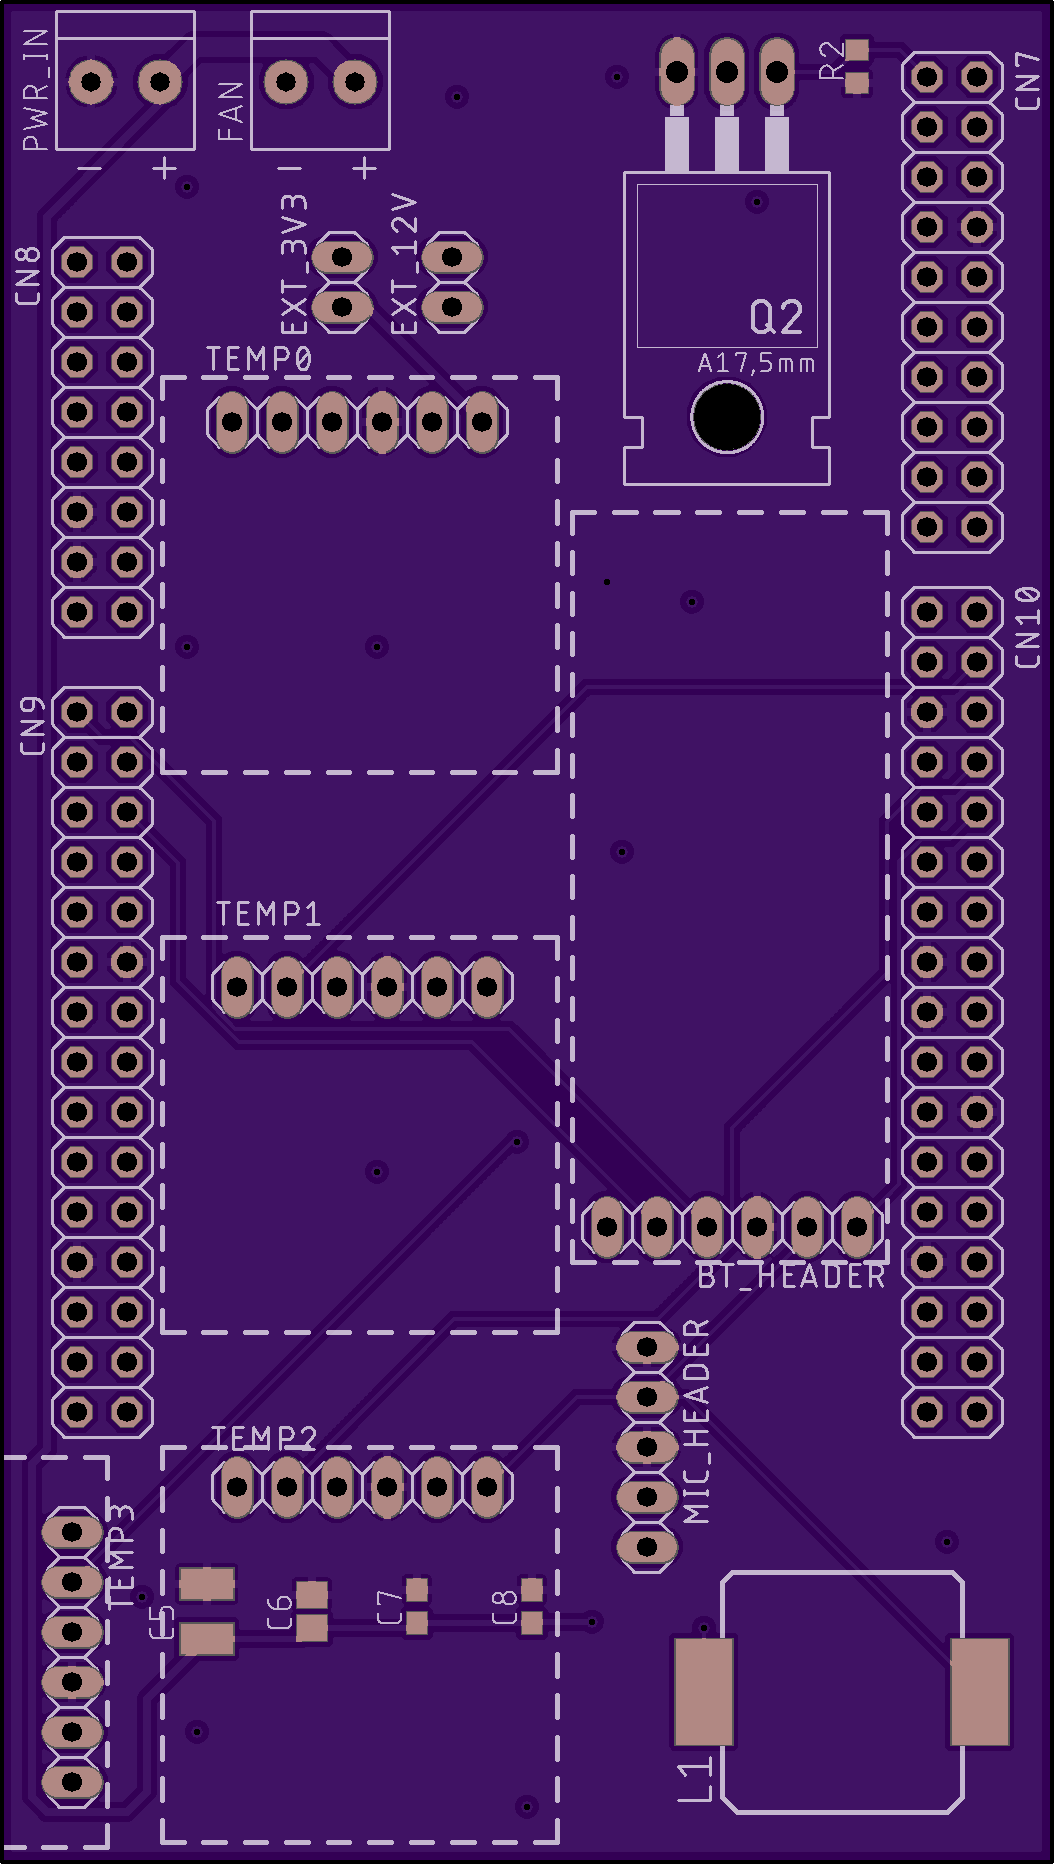 PWR_IN
FAN
- +
- +
R2
CN7
CN8
EXT_3V3
EXT_12V
Q2
A17,5mm
TEMP0
CN10
CN9
TEMP1
BT_HEADER
MIC_HEADER
TEMP2
TEMP3
C5
C6
C7
C8
L1